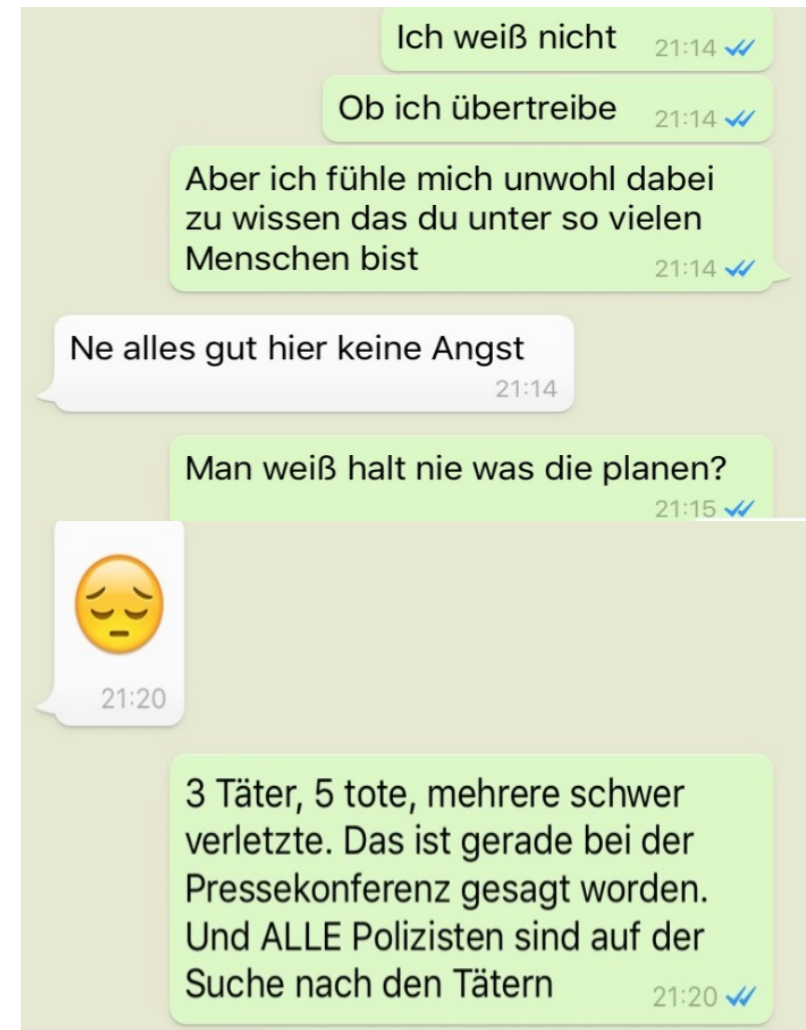 Ich weiß nicht 21:14
Ob ich übertreibe 21:14
Aber ich fühle mich unwohl dabei
zu wissen das du unter so vielen
Menschen bist 21:14
Ne alles gut hier keine Angst
21:14
Man weiß halt nie was die planen?
21:15
21:20
3 Täter, 5 tote, mehrere schwer
verletzte. Das ist gerade bei der
Pressekonferenz gesagt worden.
Und ALLE Polizisten sind auf der
Suche nach den Tätern 21:20